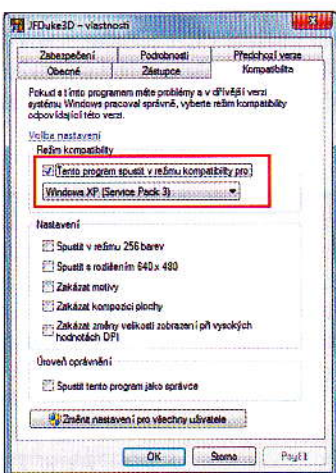 JFDuke3D – vlastnosti
Zabezpečení Podrobnosti Předchozí verze
Obecné Zástupce Kompatibilita
Pokud s tímto programem máte problémy a v dřívější verzi
systému Windows pracoval správně, vyberte režim kompatibility
odpovídající této verzi.
Volba nastavení
Režim kompatibility
Tento program spustit v režimu kompatibility pro:
Windows XP (Service Pack 3)
Nastavení
Spustit v režimu 256 barev
Spustit s rozlišením 640 x 480
Zakázat motivy
Zakázat kompozici plochy
Zakázat změny velikosti zobrazení při vysokých
hodnotách DPI
Úroveň oprávnění
Spustit tento program jako správce
Změnit nastavení pro všechny uživatele
OK Storno Použít